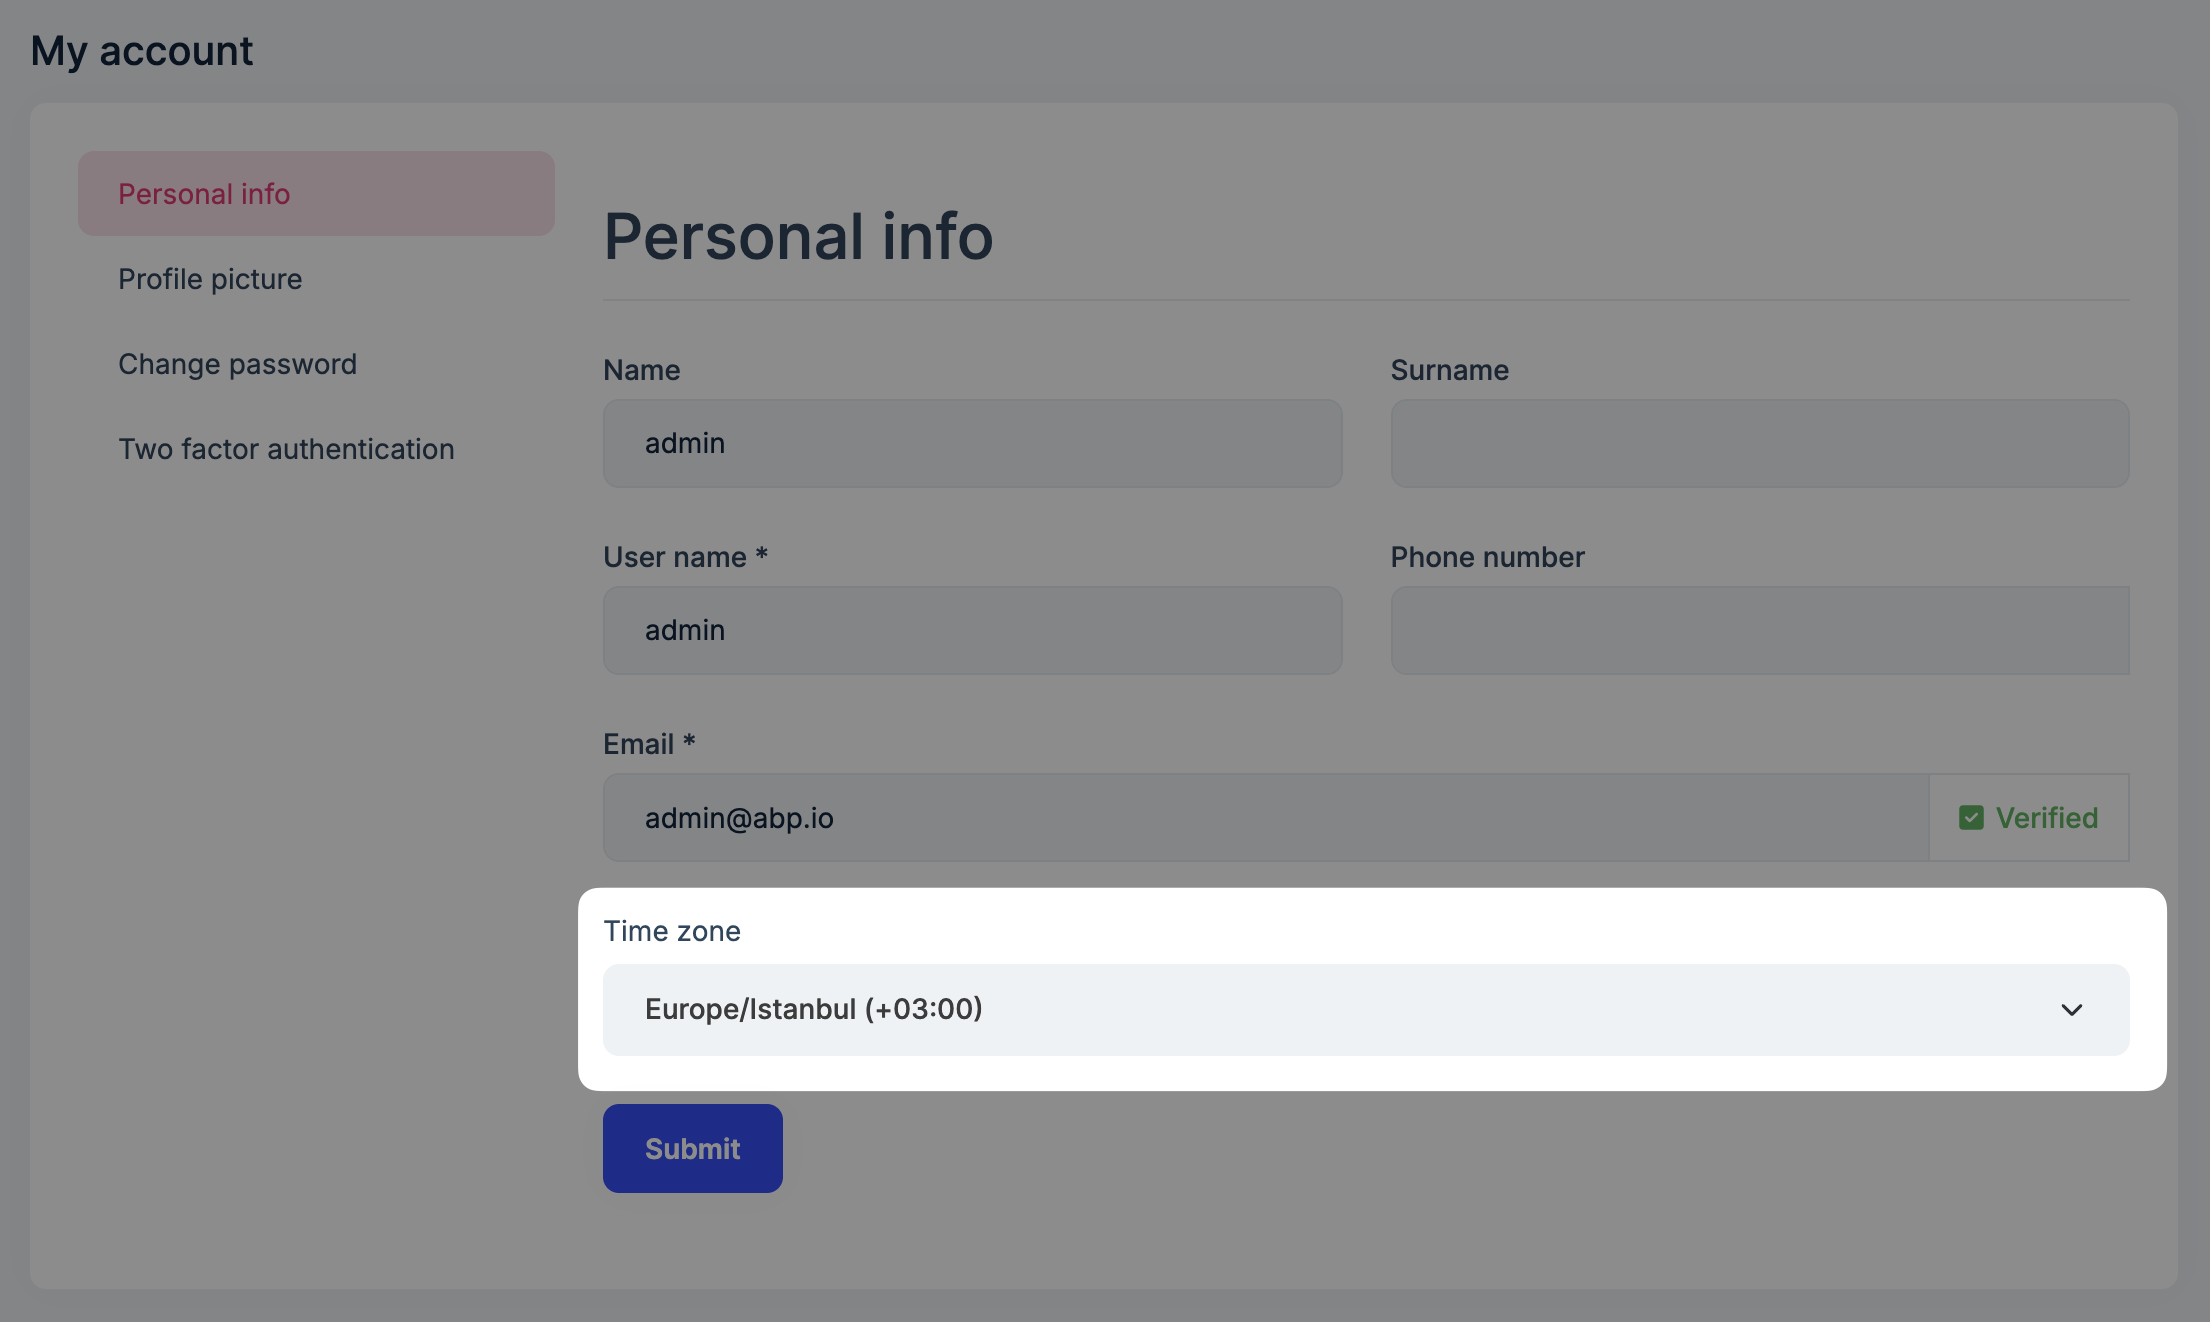 My account
Personal info
Profile picture
Change password
Two factor authentication
Personal info
Name
Surname
admin
User name *
Phone number
admin
Email *
admin@abp.io
Verified
Time zone
Europe/Istanbul (+03:00)
Submit